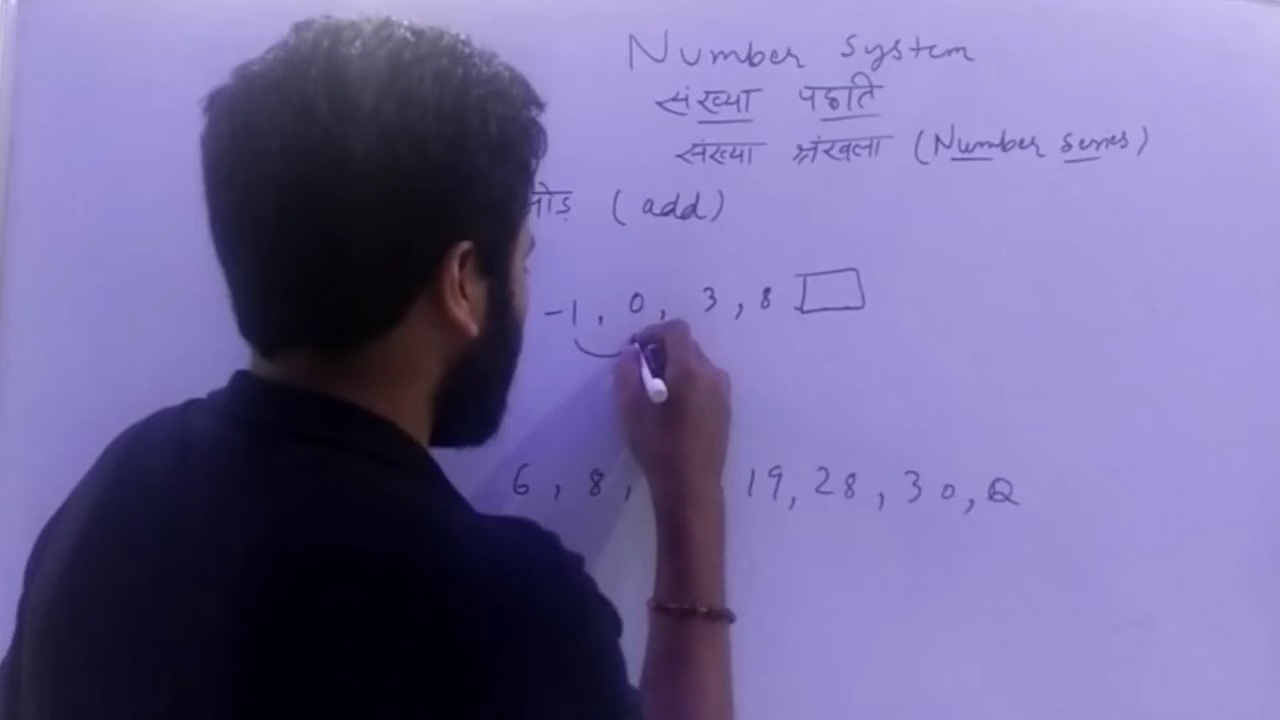 Number System
संख्या पद्धति
संख्या श्रंखला (Number Series)
जोड़ (add)
-1, 0, 3, 8
6, 8, 19, 28, 30, Q